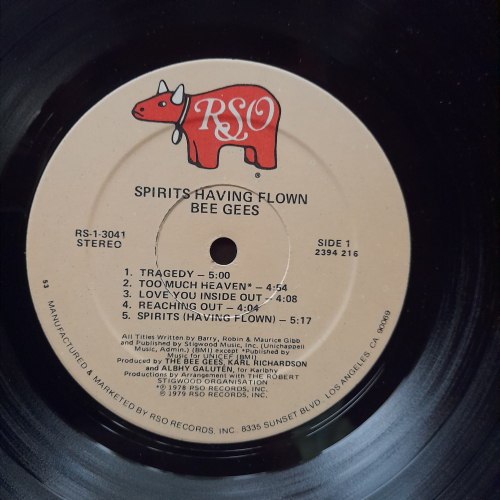 RSO
®
SPIRITS HAVING FLOWN
BEE GEES
RS-1-3041
STEREO
SIDE 1
2394 216
1. TRAGEDY — 5:00
2. TOO MUCH HEAVEN* — 4:54
3. LOVE YOU INSIDE OUT — 4:08
4. REACHING OUT — 4:04
5. SPIRITS (HAVING FLOWN) — 5:17
All Titles Written by Barry, Robin & Maurice Gibb
and Published by Stigwood Music, Inc. (Unichappell
Music, Admin.) (BMI) except *Published by
Music for UNICEF (BMI)
Produced by THE BEE GEES, KARL RICHARDSON
and ALBHY GALUTEN, for Karlbhy
Productions by Arrangement with THE ROBERT
STIGWOOD ORGANISATION
*℗ 1978 RSO RECORDS, INC.
℗ 1979 RSO RECORDS, INC.
53
MANUFACTURED & MARKETED BY RSO RECORDS, INC. 8335 SUNSET BLVD. LOS ANGELES, CA 90069